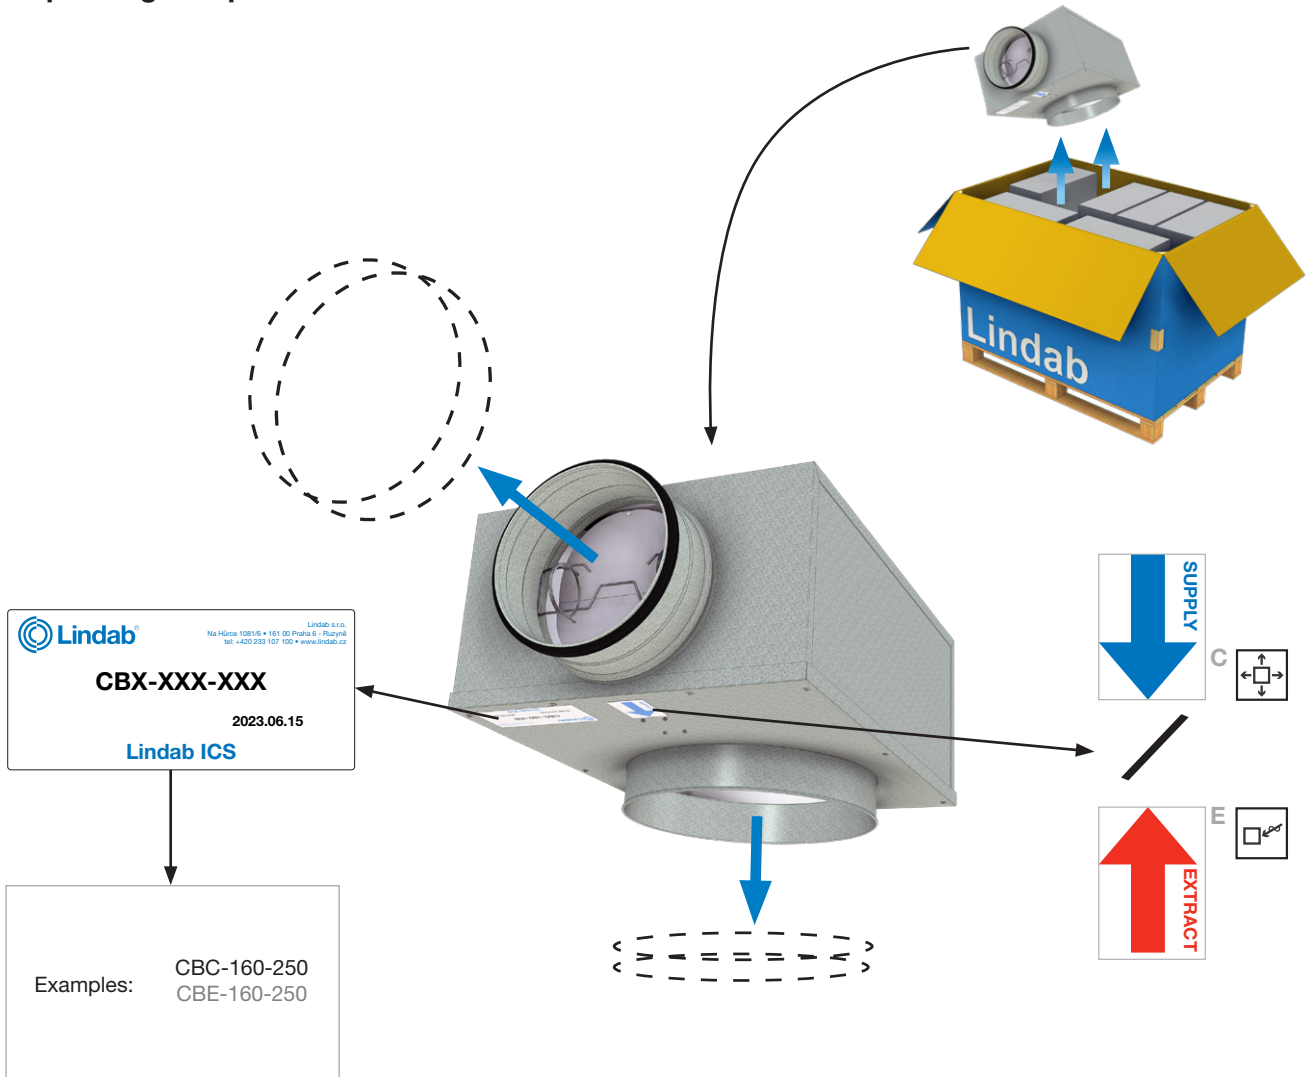 Lindab
Lindab®
Lindab s.r.o.
Na Hůrce 1081/6 • 161 00 Praha 6 - Ruzyně
tel: +420 233 107 100 • www.lindab.cz
CBX-XXX-XXX
2023.06.15
Lindab ICS
Examples:
CBC-160-250
CBE-160-250
SUPPLY
C
E
EXTRACT